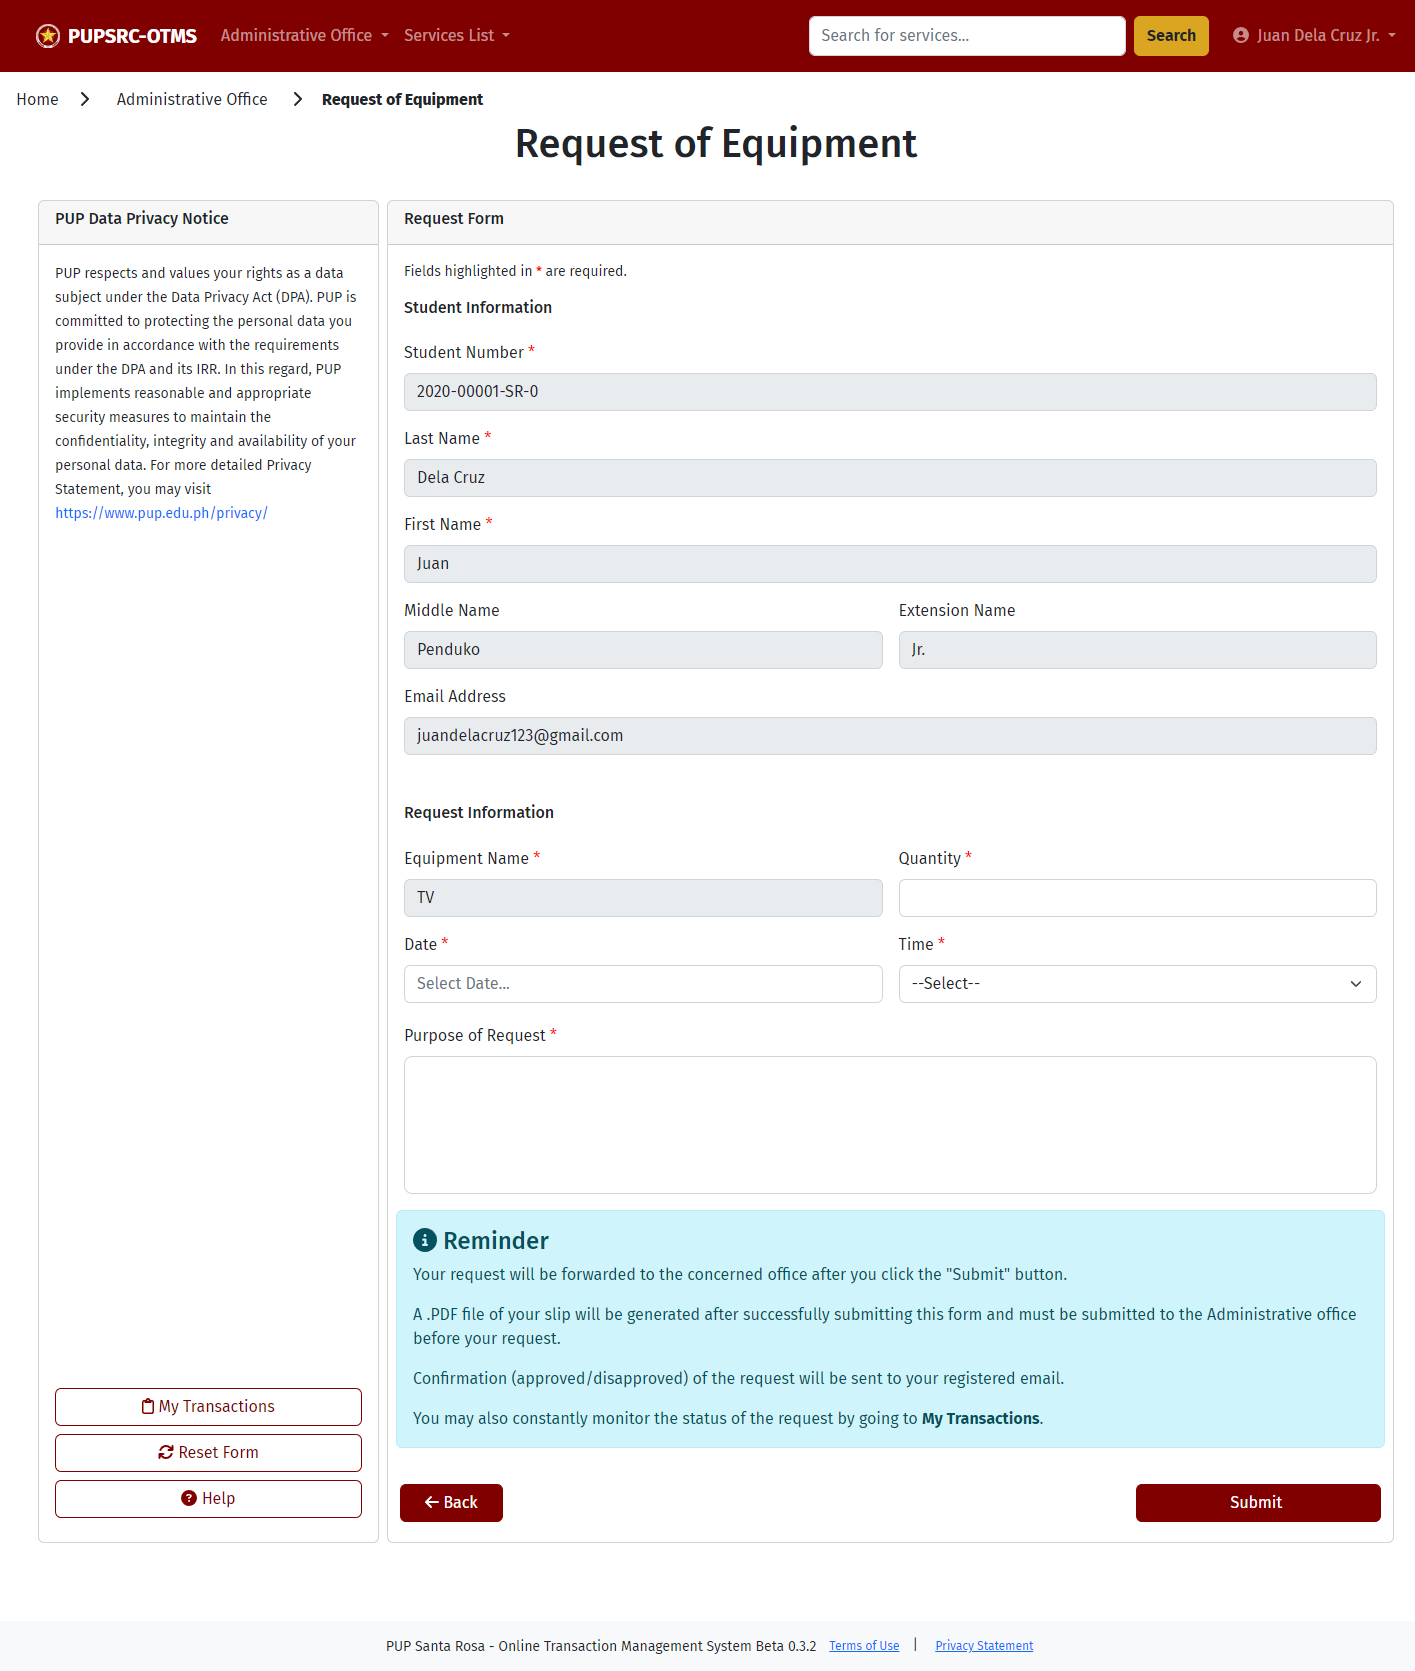 PUPSRC-OTMS Administrative Office Services List Search for services... Search Juan Dela Cruz Jr.
Home Administrative Office Request of Equipment
Request of Equipment
PUP Data Privacy Notice
PUP respects and values your rights as a data
subject under the Data Privacy Act (DPA). PUP is
committed to protecting the personal data you
provide in accordance with the requirements
under the DPA and its IRR. In this regard, PUP
implements reasonable and appropriate
security measures to maintain the
confidentiality, integrity and availability of your
personal data. For more detailed Privacy
Statement, you may visit
https://www.pup.edu.ph/privacy/
My Transactions
Reset Form
Help
Request Form
Fields highlighted in * are required.
Student Information
Student Number *
2020-00001-SR-0
Last Name *
Dela Cruz
First Name *
Juan
Middle Name Extension Name
Penduko Jr.
Email Address
juandelacruz123@gmail.com
Request Information
Equipment Name * Quantity *
TV
Date * Time *
Select Date... --Select--
Purpose of Request *
Reminder
Your request will be forwarded to the concerned office after you click the "Submit" button.
A .PDF file of your slip will be generated after successfully submitting this form and must be submitted to the Administrative office
before your request.
Confirmation (approved/disapproved) of the request will be sent to your registered email.
You may also constantly monitor the status of the request by going to My Transactions.
Back Submit
PUP Santa Rosa - Online Transaction Management System Beta 0.3.2 Terms of Use | Privacy Statement